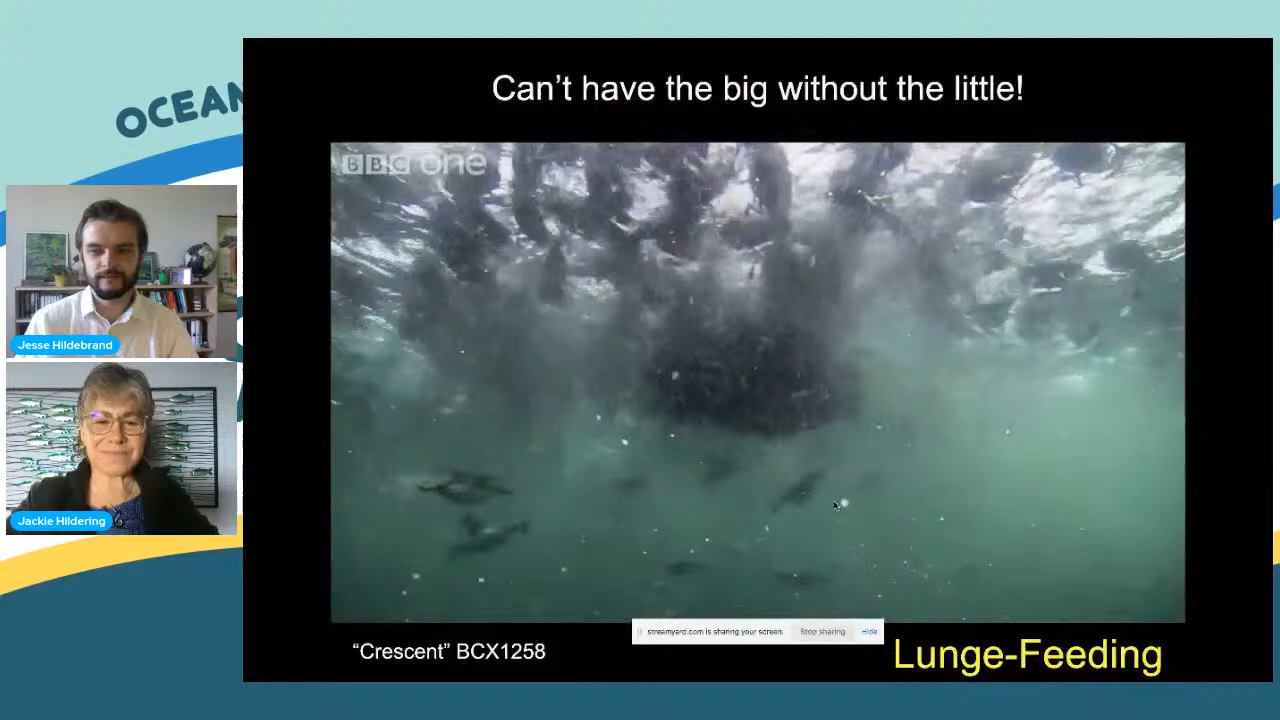 Can't have the big without the little!
OCEAN
BBC one
Jesse Hildebrand
Jackie Hildering
streamyard.com is sharing your screen. Stop sharing Hide
“Crescent” BCX1258
Lunge-Feeding